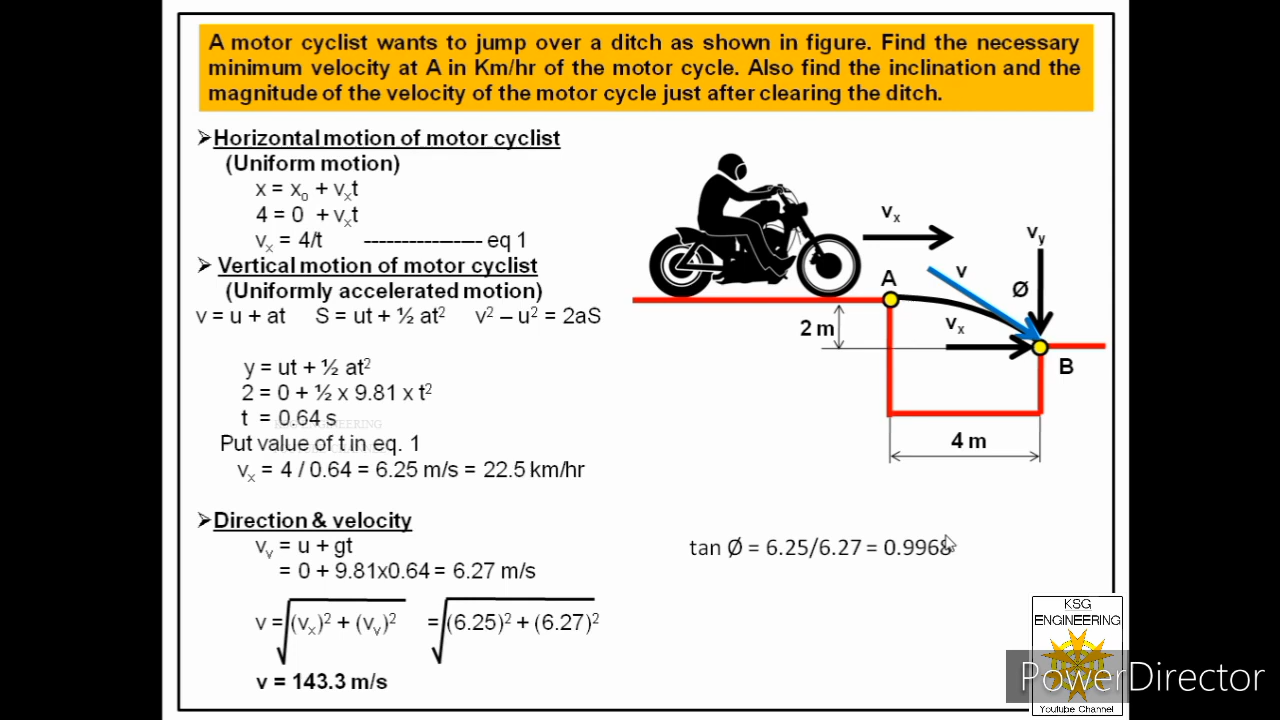 A motor cyclist wants to jump over a ditch as shown in figure. Find the necessary
minimum velocity at A in Km/hr of the motor cycle. Also find the inclination and the
magnitude of the velocity of the motor cycle just after clearing the ditch.
➢Horizontal motion of motor cyclist
(Uniform motion)
x = x₀ + vₓt
4 = 0 + vₓt
vₓ = 4/t ---------------- eq 1
➢ Vertical motion of motor cyclist
(Uniformly accelerated motion)
v = u + at S = ut + ½ at² v² – u² = 2aS
y = ut + ½ at²
2 = 0 + ½ x 9.81 x t²
t = 0.64 s
KSG ENGINEERING
Put value of t in eq. 1
vₓ = 4 / 0.64 = 6.25 m/s = 22.5 km/hr
➢Direction & velocity
vᵧ = u + gt
= 0 + 9.81x0.64 = 6.27 m/s
v = √(vₓ)² + (vᵧ)² = √(6.25)² + (6.27)²
v = 143.3 m/s
vₓ
vᵧ
A
v
Ø
2 m
vₓ
B
4 m
tan Ø = 6.25/6.27 = 0.9968
KSG
ENGINEERING
PowerDirector
Youtube Channel